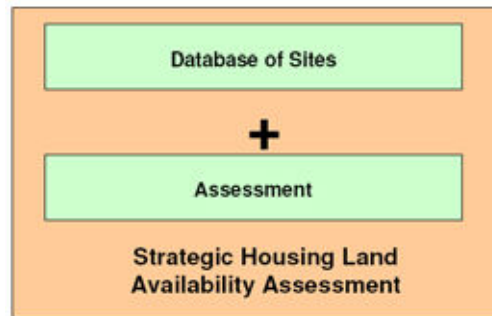 Database of Sites
+
Assessment
Strategic Housing Land
Availability Assessment